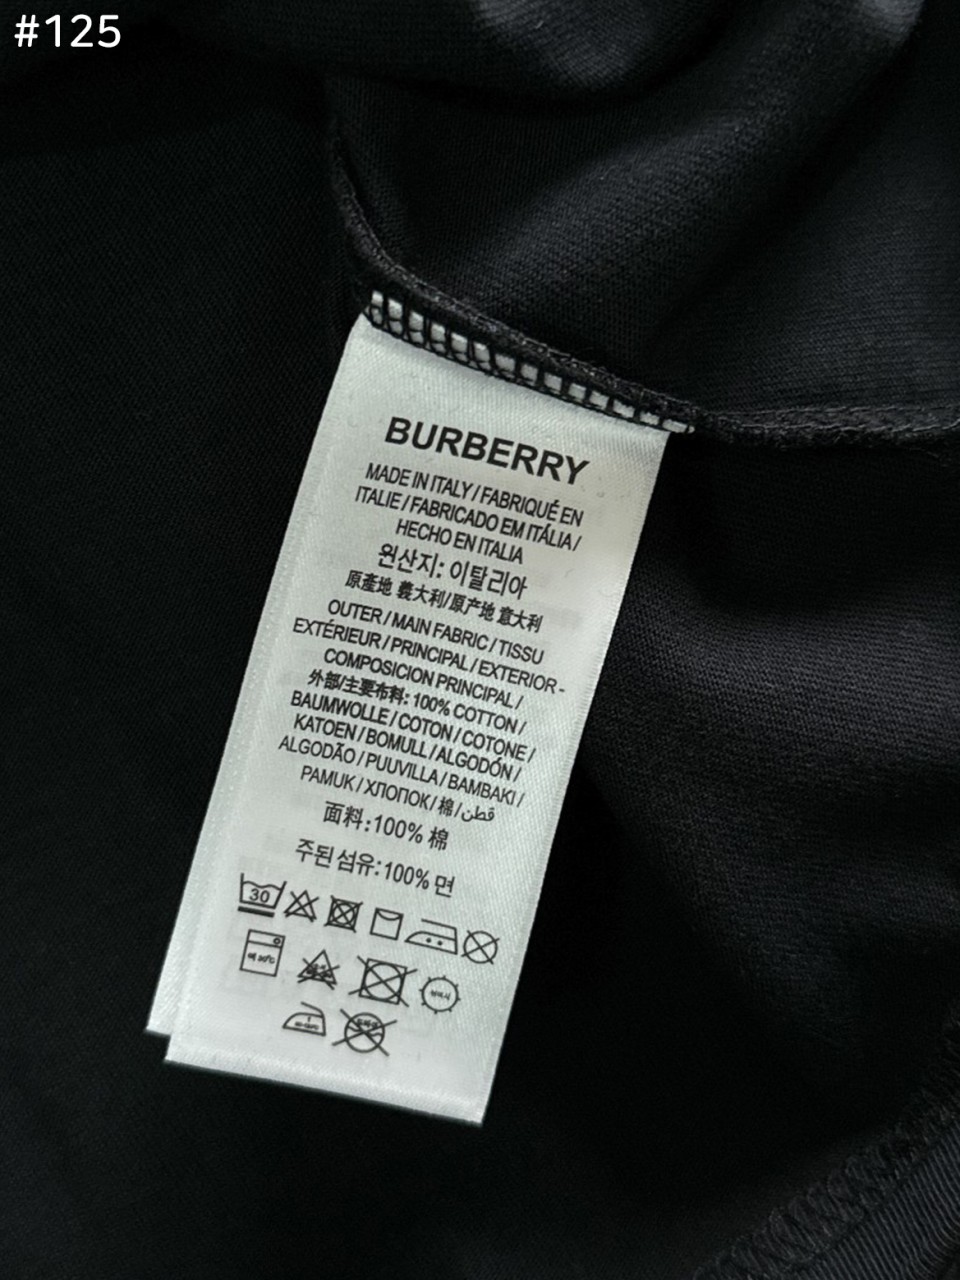 #125
BURBERRY
MADE IN ITALY / FABRIQUÉ EN
ITALIE / FABRICADO EM ITÁLIA /
HECHO EN ITALIA
원산지: 이탈리아
原產地 義大利/原产地 意大利
OUTER / MAIN FABRIC / TISSU
EXTÉRIEUR / PRINCIPAL / EXTERIOR -
COMPOSICION PRINCIPAL /
外部/主要布料: 100% COTTON /
BAUMWOLLE / COTON / COTONE /
KATOEN / BOMULL / ALGODÓN /
ALGODÃO / PUUVILLA / BAMBAKI /
PAMUK / ХЛОПОК / 棉 / قطن
面料: 100% 棉
주된 섬유: 100% 면
30